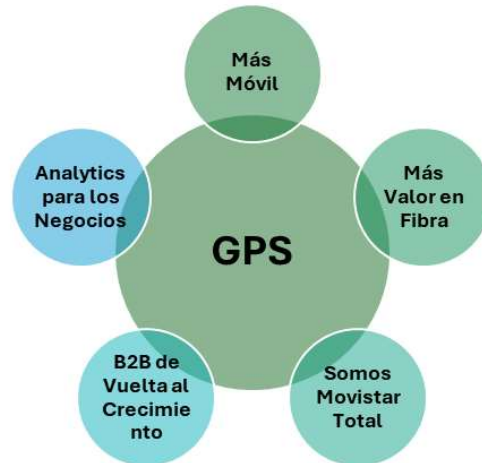 Más
Móvil
Analytics
para los
Negocios
Más
Valor en
Fibra
GPS
B2B de
Vuelta al
Crecimie
nto
Somos
Movistar
Total